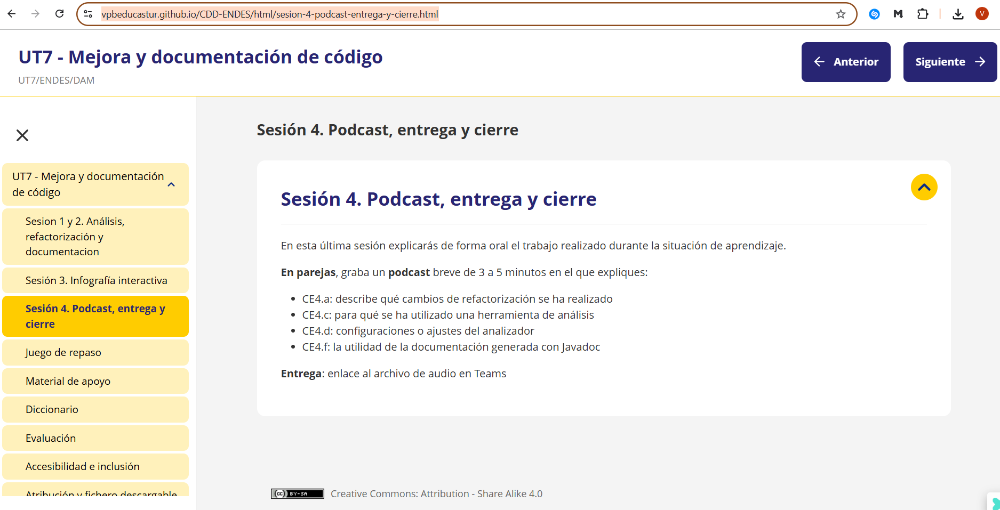 vpbeducastur.github.io/CDD-ENDES/html/sesion-4-podcast-entrega-y-cierre.html
V
UT7 - Mejora y documentación de código
UT7/ENDES/DAM
Anterior
Siguiente
UT7 - Mejora y documentación
de código
Sesion 1 y 2. Análisis,
refactorización y
documentacion
Sesión 3. Infografía interactiva
Sesión 4. Podcast, entrega y
cierre
Juego de repaso
Material de apoyo
Diccionario
Evaluación
Accesibilidad e inclusión
Atribución y fichero descargable
Sesión 4. Podcast, entrega y cierre
Sesión 4. Podcast, entrega y cierre
En esta última sesión explicarás de forma oral el trabajo realizado durante la situación de aprendizaje.
En parejas, graba un podcast breve de 3 a 5 minutos en el que expliques:
• CE4.a: describe qué cambios de refactorización se ha realizado
• CE4.c: para qué se ha utilizado una herramienta de análisis
• CE4.d: configuraciones o ajustes del analizador
• CE4.f: la utilidad de la documentación generada con Javadoc
Entrega: enlace al archivo de audio en Teams
cc BY-SA
Creative Commons: Attribution - Share Alike 4.0